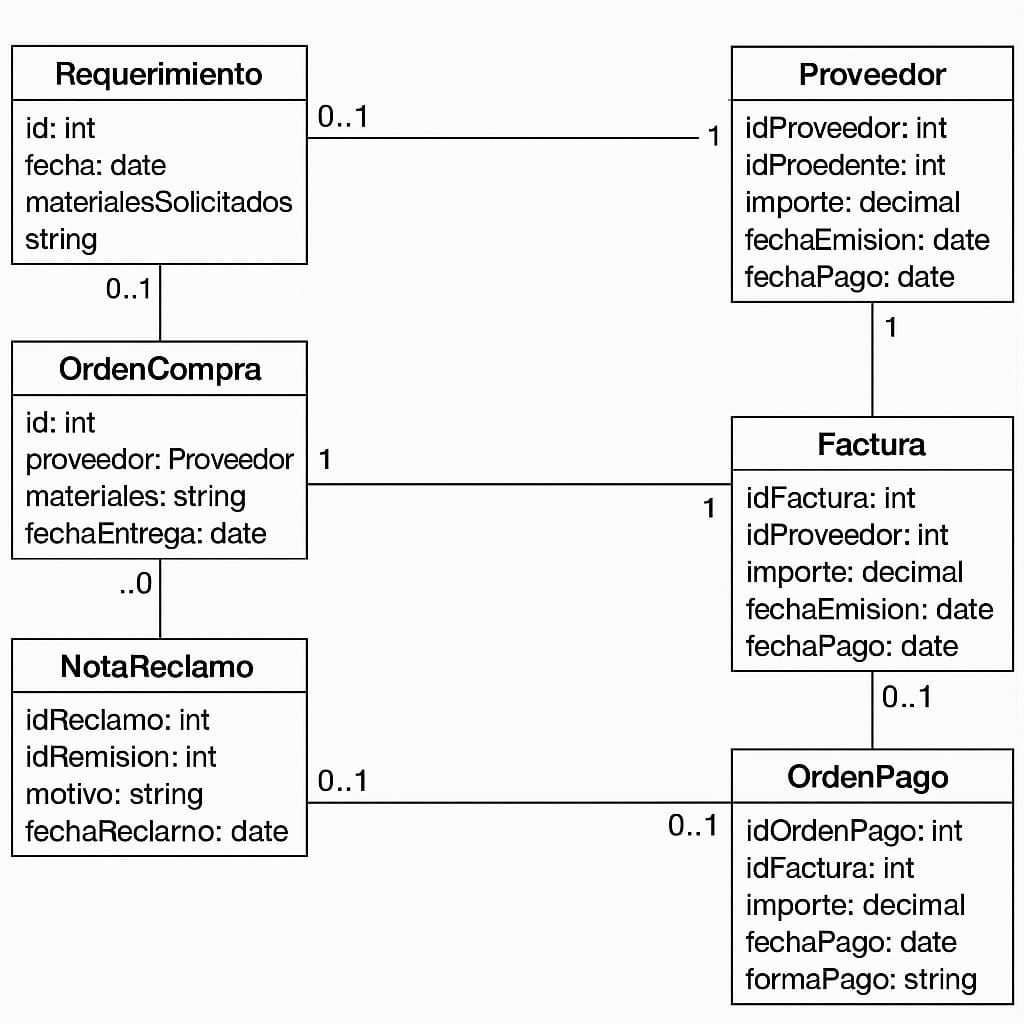 Requerimiento
id: int
fecha: date
materialesSolicitados
string
0..1
1
Proveedor
idProveedor: int
idProedente: int
importe: decimal
fechaEmision: date
fechaPago: date
0..1
1
OrdenCompra
id: int
proveedor: Proveedor
materiales: string
fechaEntrega: date
1
1
Factura
idFactura: int
idProveedor: int
importe: decimal
fechaEmision: date
fechaPago: date
..0
0..1
NotaReclamo
idReclamo: int
idRemision: int
motivo: string
fechaReclarno: date
0..1
0..1
OrdenPago
idOrdenPago: int
idFactura: int
importe: decimal
fechaPago: date
formaPago: string